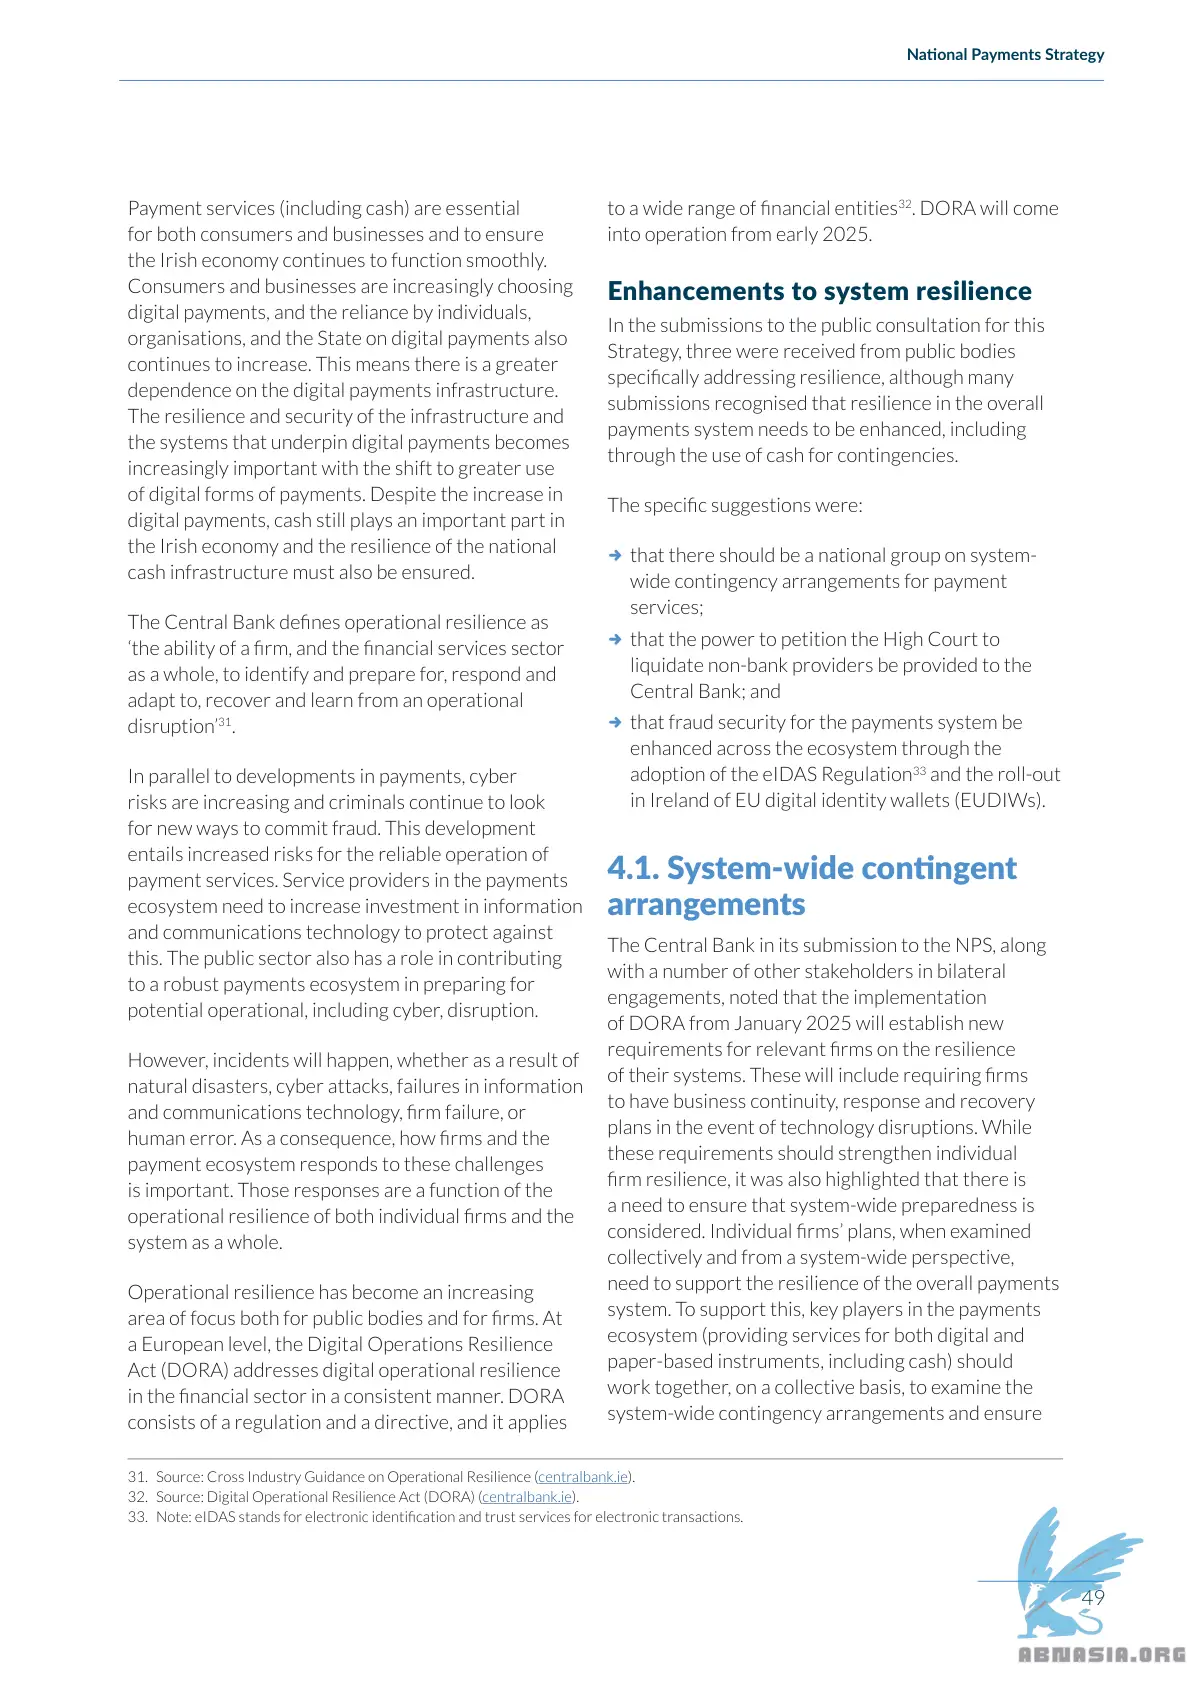 National Payments Strategy
Payment services (including cash) are essential
for both consumers and businesses and to ensure
the Irish economy continues to function smoothly.
Consumers and businesses are increasingly choosing
digital payments, and the reliance by individuals,
organisations, and the State on digital payments also
continues to increase. This means there is a greater
dependence on the digital payments infrastructure.
The resilience and security of the infrastructure and
the systems that underpin digital payments becomes
increasingly important with the shift to greater use
of digital forms of payments. Despite the increase in
digital payments, cash still plays an important part in
the Irish economy and the resilience of the national
cash infrastructure must also be ensured.
The Central Bank defines operational resilience as
‘the ability of a firm, and the financial services sector
as a whole, to identify and prepare for, respond and
adapt to, recover and learn from an operational
disruption’31.
In parallel to developments in payments, cyber
risks are increasing and criminals continue to look
for new ways to commit fraud. This development
entails increased risks for the reliable operation of
payment services. Service providers in the payments
ecosystem need to increase investment in information
and communications technology to protect against
this. The public sector also has a role in contributing
to a robust payments ecosystem in preparing for
potential operational, including cyber, disruption.
However, incidents will happen, whether as a result of
natural disasters, cyber attacks, failures in information
and communications technology, firm failure, or
human error. As a consequence, how firms and the
payment ecosystem responds to these challenges
is important. Those responses are a function of the
operational resilience of both individual firms and the
system as a whole.
Operational resilience has become an increasing
area of focus both for public bodies and for firms. At
a European level, the Digital Operations Resilience
Act (DORA) addresses digital operational resilience
in the financial sector in a consistent manner. DORA
consists of a regulation and a directive, and it applies
to a wide range of financial entities32. DORA will come
into operation from early 2025.
Enhancements to system resilience
In the submissions to the public consultation for this
Strategy, three were received from public bodies
specifically addressing resilience, although many
submissions recognised that resilience in the overall
payments system needs to be enhanced, including
through the use of cash for contingencies.
The specific suggestions were:
→ that there should be a national group on system-
wide contingency arrangements for payment
services;
→ that the power to petition the High Court to
liquidate non-bank providers be provided to the
Central Bank; and
→ that fraud security for the payments system be
enhanced across the ecosystem through the
adoption of the eIDAS Regulation33 and the roll-out
in Ireland of EU digital identity wallets (EUDIWs).
4.1. System-wide contingent
arrangements
The Central Bank in its submission to the NPS, along
with a number of other stakeholders in bilateral
engagements, noted that the implementation
of DORA from January 2025 will establish new
requirements for relevant firms on the resilience
of their systems. These will include requiring firms
to have business continuity, response and recovery
plans in the event of technology disruptions. While
these requirements should strengthen individual
firm resilience, it was also highlighted that there is
a need to ensure that system-wide preparedness is
considered. Individual firms’ plans, when examined
collectively and from a system-wide perspective,
need to support the resilience of the overall payments
system. To support this, key players in the payments
ecosystem (providing services for both digital and
paper-based instruments, including cash) should
work together, on a collective basis, to examine the
system-wide contingency arrangements and ensure
31. Source: Cross Industry Guidance on Operational Resilience (centralbank.ie).
32. Source: Digital Operational Resilience Act (DORA) (centralbank.ie).
33. Note: eIDAS stands for electronic identification and trust services for electronic transactions.
49
ABNASIA.ORG